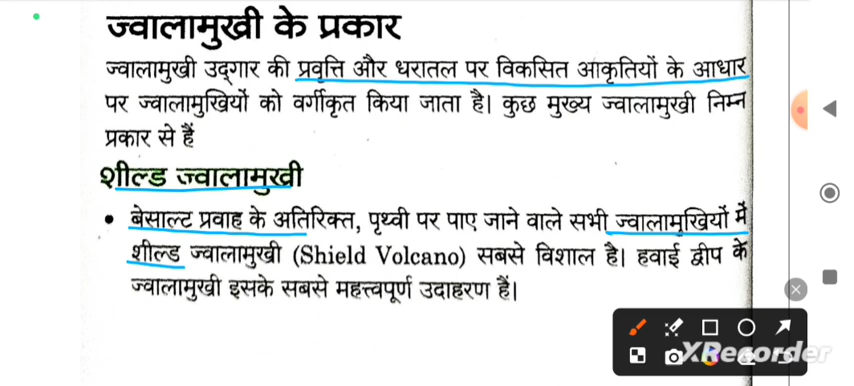 ज्वालामुखी के प्रकार
ज्वालामुखी उद्गार की प्रवृत्ति और धरातल पर विकसित आकृतियों के आधार
पर ज्वालामुखियों को वर्गीकृत किया जाता है। कुछ मुख्य ज्वालामुखी निम्न
प्रकार से हैं
शील्ड ज्वालामुखी
• बेसाल्ट प्रवाह के अतिरिक्त, पृथ्वी पर पाए जाने वाले सभी ज्वालामुखियों में
शील्ड ज्वालामुखी (Shield Volcano) सबसे विशाल है। हवाई द्वीप के
ज्वालामुखी इसके सबसे महत्त्वपूर्ण उदाहरण हैं।
XRecorder